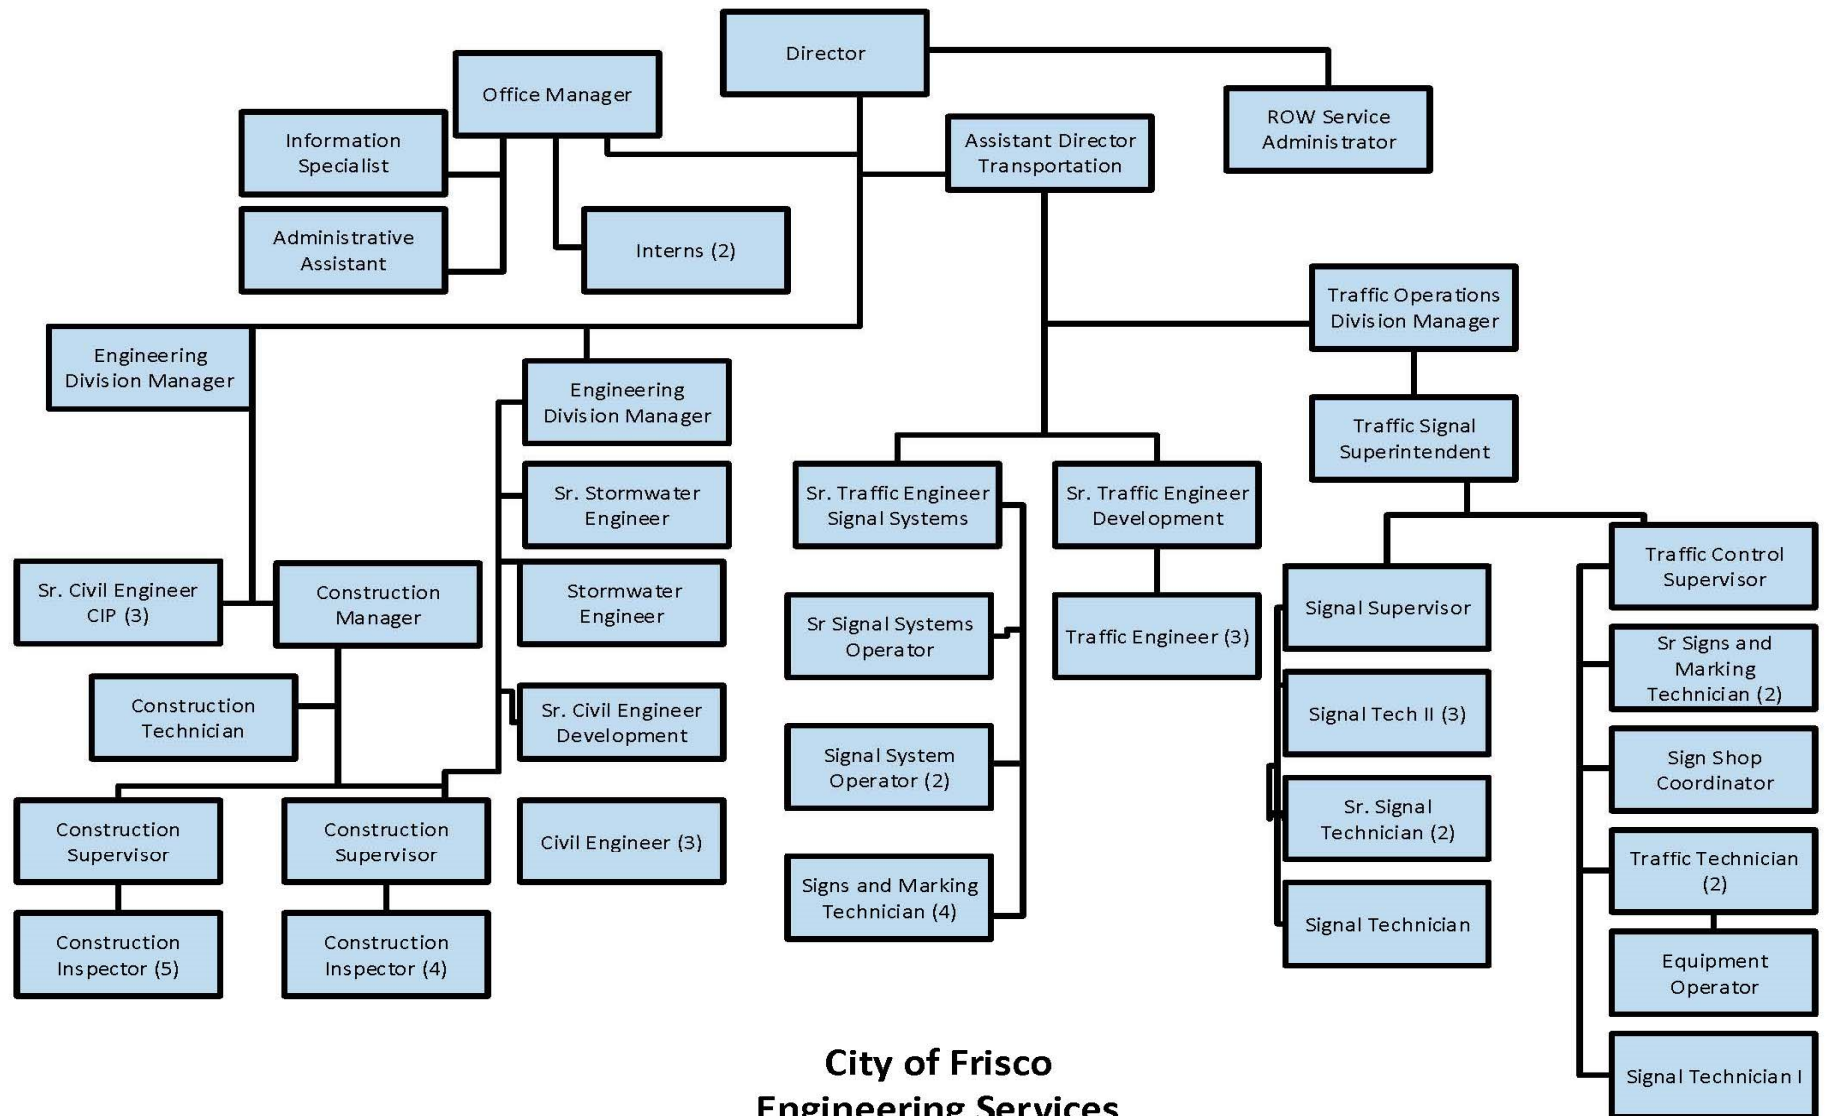 Director
Office Manager
ROW Service
Administrator
Information
Specialist
Assistant Director
Transportation
Administrative
Assistant
Interns (2)
Traffic Operations
Division Manager
Engineering
Division Manager
Engineering
Division Manager
Traffic Signal
Superintendent
Sr. Stormwater
Engineer
Sr. Traffic Engineer
Signal Systems
Sr. Traffic Engineer
Development
Traffic Control
Supervisor
Sr. Civil Engineer
CIP (3)
Construction
Manager
Stormwater
Engineer
Sr Signal Systems
Operator
Traffic Engineer (3)
Signal Supervisor
Sr Signs and
Marking
Technician (2)
Construction
Technician
Sr. Civil Engineer
Development
Signal Tech II (3)
Signal System
Operator (2)
Sign Shop
Coordinator
Construction
Supervisor
Construction
Supervisor
Civil Engineer (3)
Sr. Signal
Technician (2)
Traffic Technician
(2)
Signs and Marking
Technician (4)
Signal Technician
Construction
Inspector (5)
Construction
Inspector (4)
Equipment
Operator
Signal Technician I
City of Frisco
Engineering Services